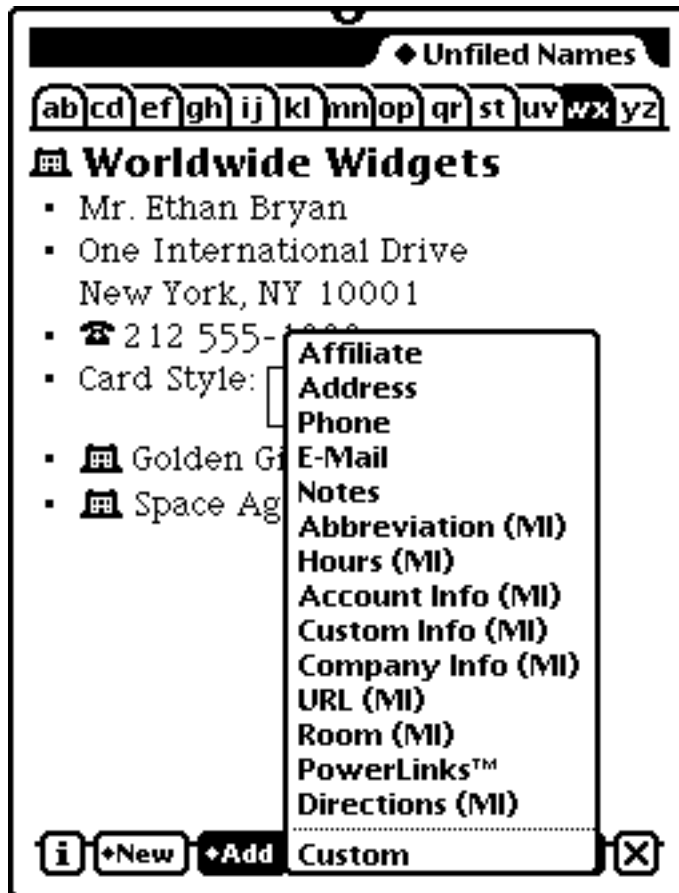 Unfiled Names
ab cd ef gh ij kl mn op qr st uv wx yz
Worldwide Widgets
Mr. Ethan Bryan
One International Drive
New York, NY 10001
212 555-
Card Style:
Golden
Space
Affiliate
Address
Phone
E-Mail
Notes
Abbreviation (MI)
Hours (MI)
Account Info (MI)
Custom Info (MI)
Company Info (MI)
URL (MI)
Room (MI)
PowerLinks™
Directions (MI)
Custom
i New Add X